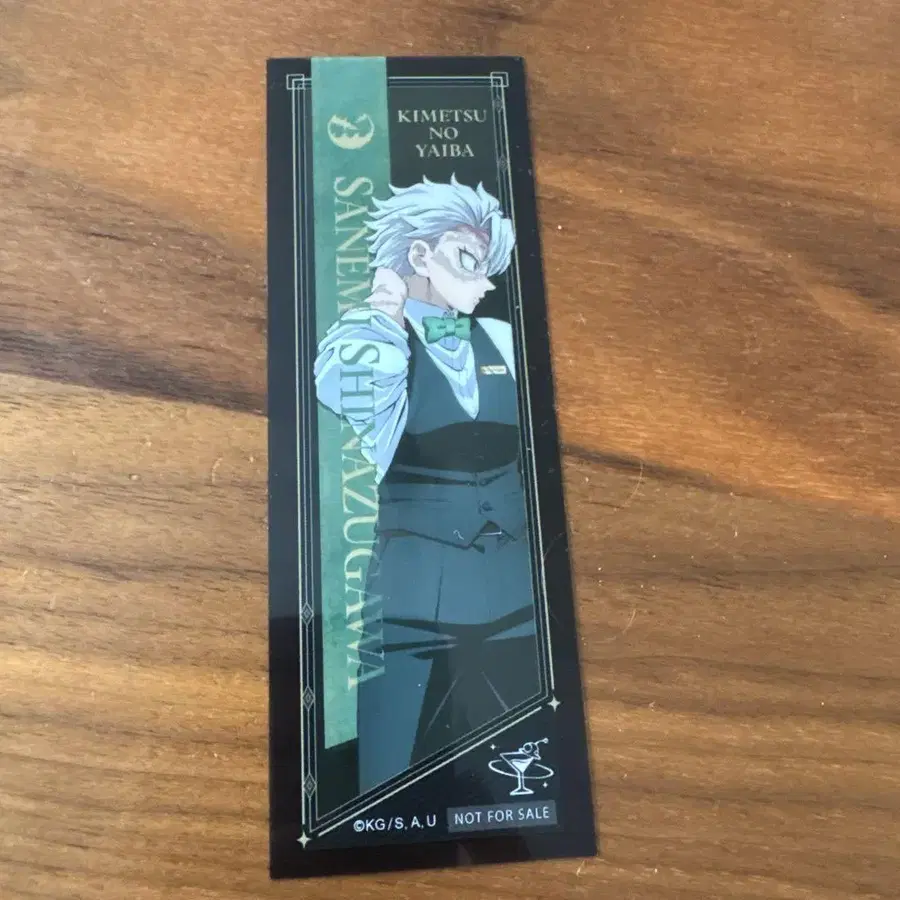 KIMETSU
NO
YAIBA
SANEMI SHINAZUGAWA
©KG/S, A, U
NOT FOR SALE